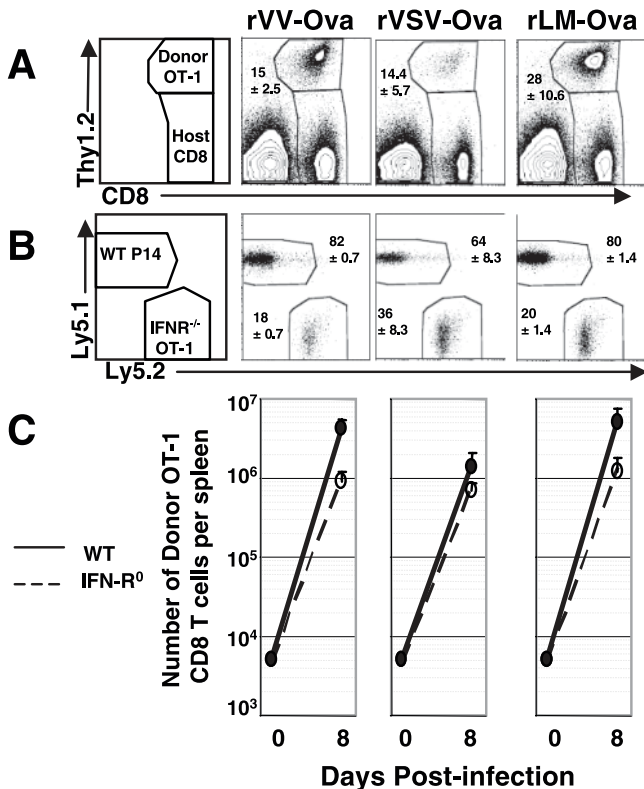 rVV-Ova rVSV-Ova rLM-Ova
A
Thy1.2
Donor
OT-1
Host
CD8
CD8
15
± 2.5
14.4
± 5.7
28
± 10.6
B
Ly5.1
WT P14
IFNR-/-
OT-1
Ly5.2
82
± 0.7
18
± 0.7
64
± 8.3
36
± 8.3
80
± 1.4
20
± 1.4
C
WT
IFN-R⁰
Number of Donor OT-1
CD8 T cells per spleen
10⁷
10⁶
10⁵
10⁴
10³
0 8 0 8 0 8
Days Post-infection